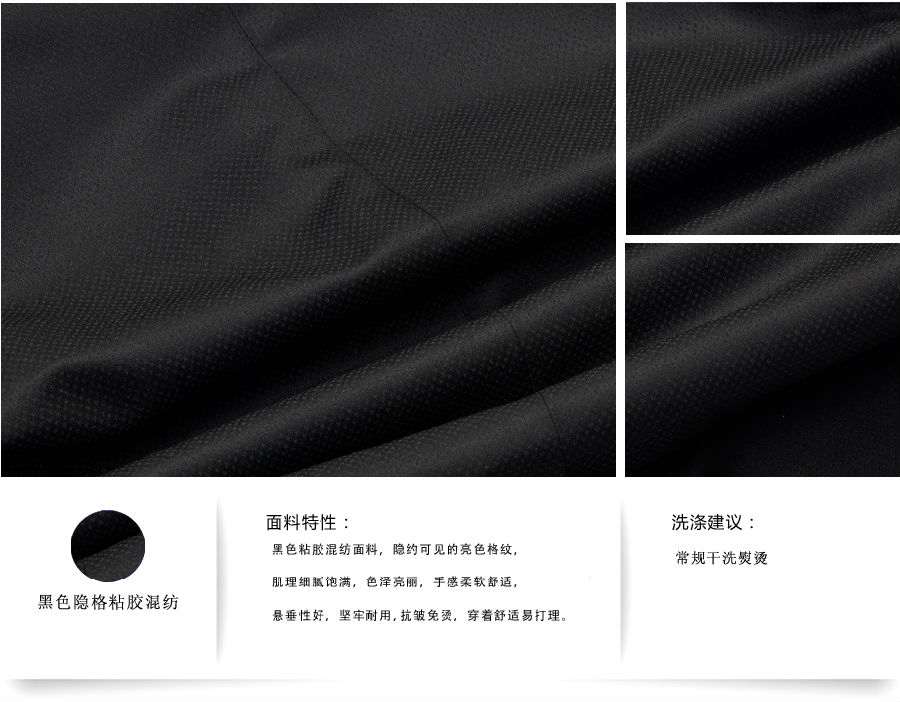 面料特性：
黑色粘胶混纺面料，隐约可见的亮色格纹，
肌理细腻饱满，色泽亮丽，手感柔软舒适，
悬垂性好，坚牢耐用,抗皱免烫，穿着舒适易打理。
黑色隐格粘胶混纺
洗涤建议：
常规干洗熨烫